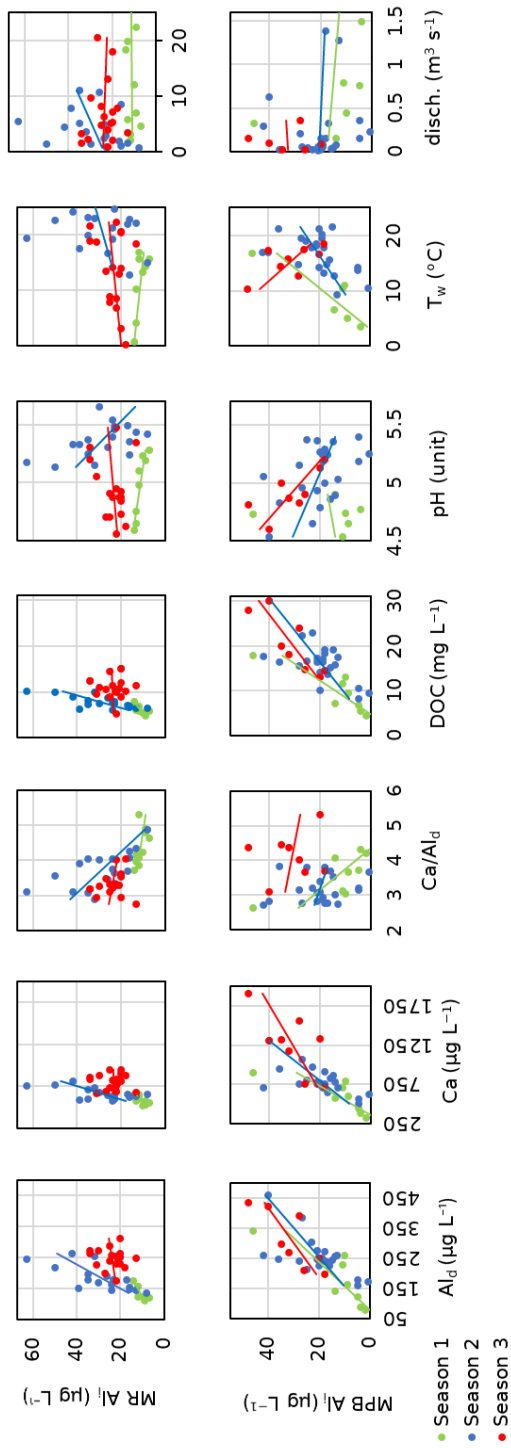 MR Alᵢ (µg L⁻¹)
60
40
20
0
0 10 20
MPB Alᵢ (µg L⁻¹)
40
20
0
50 150 250 350 450
250 750 1250 1750
2 3 4 5 6
0 10 20 30
4.5 5 5.5
0 10 20
0 0.5 1 1.5
Al_d (µg L⁻¹)
Ca (µg L⁻¹)
Ca/Al_d
DOC (mg L⁻¹)
pH (unit)
T_w (°C)
disch. (m³ s⁻¹)
Season 1
Season 2
Season 3